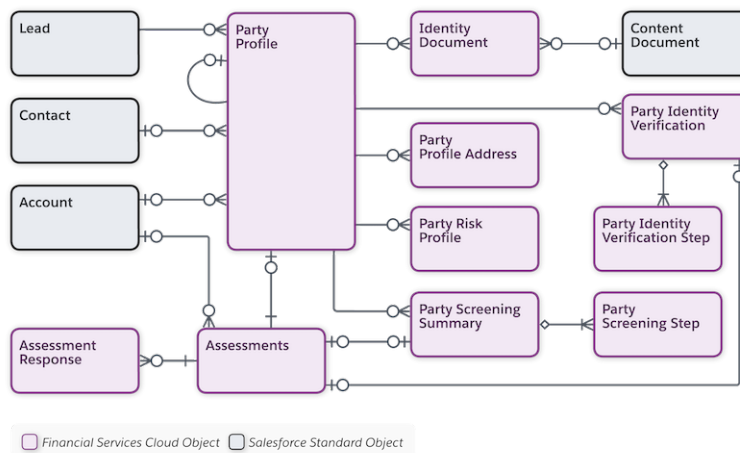 Lead
Party
Profile
Identity
Document
Content
Document
Contact
Party Identity
Verification
Party
Profile Address
Account
Party Risk
Profile
Party Identity
Verification Step
Party Screening
Summary
Party
Screening Step
Assessment
Response
Assessments
Financial Services Cloud Object
Salesforce Standard Object